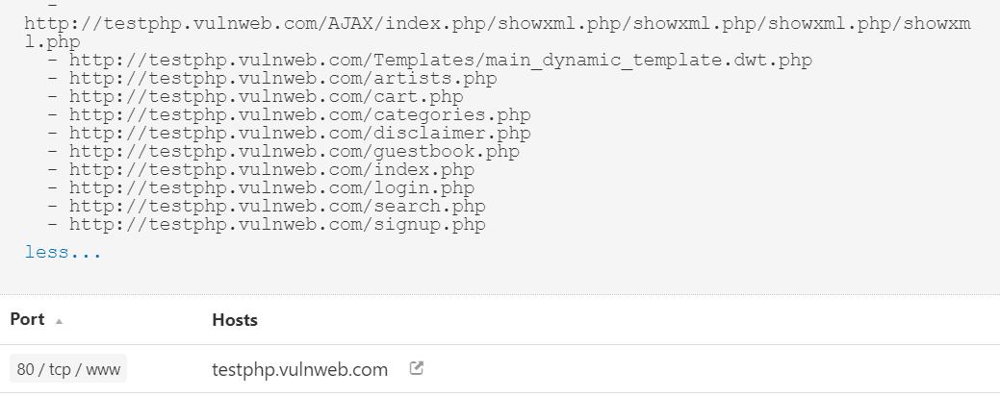 -
http://testphp.vulnweb.com/AJAX/index.php/showxml.php/showxml.php/showxml.php/showxm
l.php
- http://testphp.vulnweb.com/Templates/main_dynamic_template.dwt.php
- http://testphp.vulnweb.com/artists.php
- http://testphp.vulnweb.com/cart.php
- http://testphp.vulnweb.com/categories.php
- http://testphp.vulnweb.com/disclaimer.php
- http://testphp.vulnweb.com/guestbook.php
- http://testphp.vulnweb.com/index.php
- http://testphp.vulnweb.com/login.php
- http://testphp.vulnweb.com/search.php
- http://testphp.vulnweb.com/signup.php
less...
Port Hosts
80 / tcp / www testphp.vulnweb.com